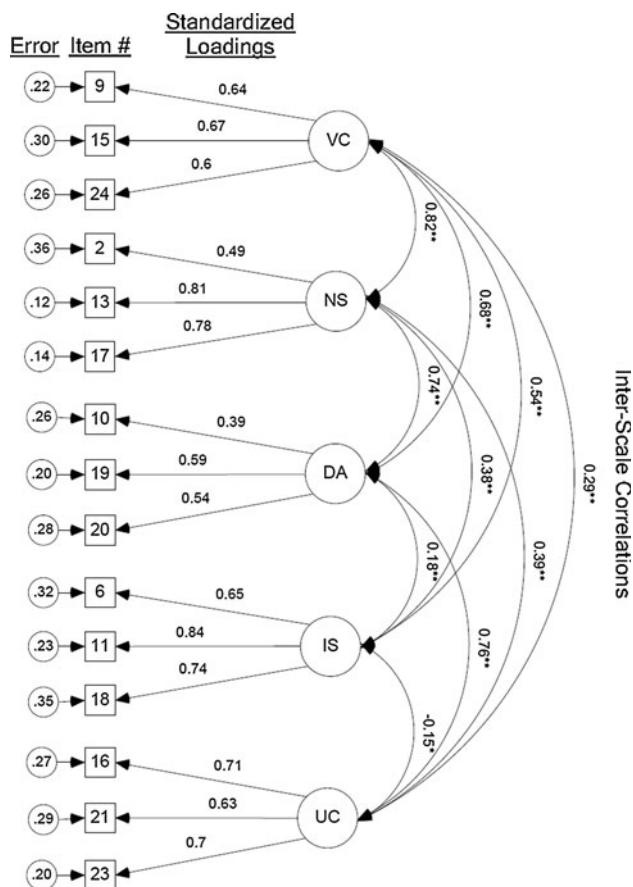 Standardized
Loadings
Error Item #
.22 9 0.64
.30 15 0.67 VC
.26 24 0.6
0.82**
.36 2 0.49
.12 13 0.81 NS
.14 17 0.78
0.68**
0.74**
0.54**
.26 10 0.39
.20 19 0.59 DA
.28 20 0.54
0.38**
0.29**
0.18**
0.39**
.32 6 0.65
.23 11 0.84 IS
.35 18 0.74
0.76**
-0.15*
.27 16 0.71
.29 21 0.63 UC
.20 23 0.7
Inter-Scale Correlations